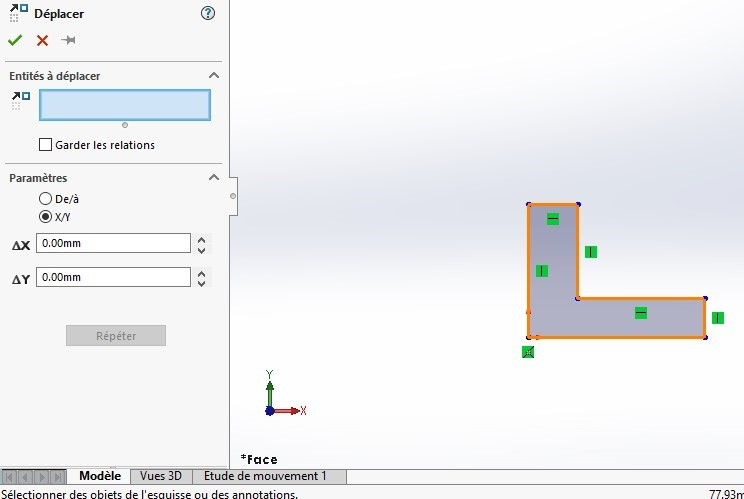 Déplacer
Entités à déplacer
Garder les relations
Paramètres
De/à
X/Y
ΔX 0.00mm
ΔY 0.00mm
Répéter
Y
X
*Face
Modèle Vues 3D Etude de mouvement 1
Sélectionner des objets de l'esquisse ou des annotations. 77.93m